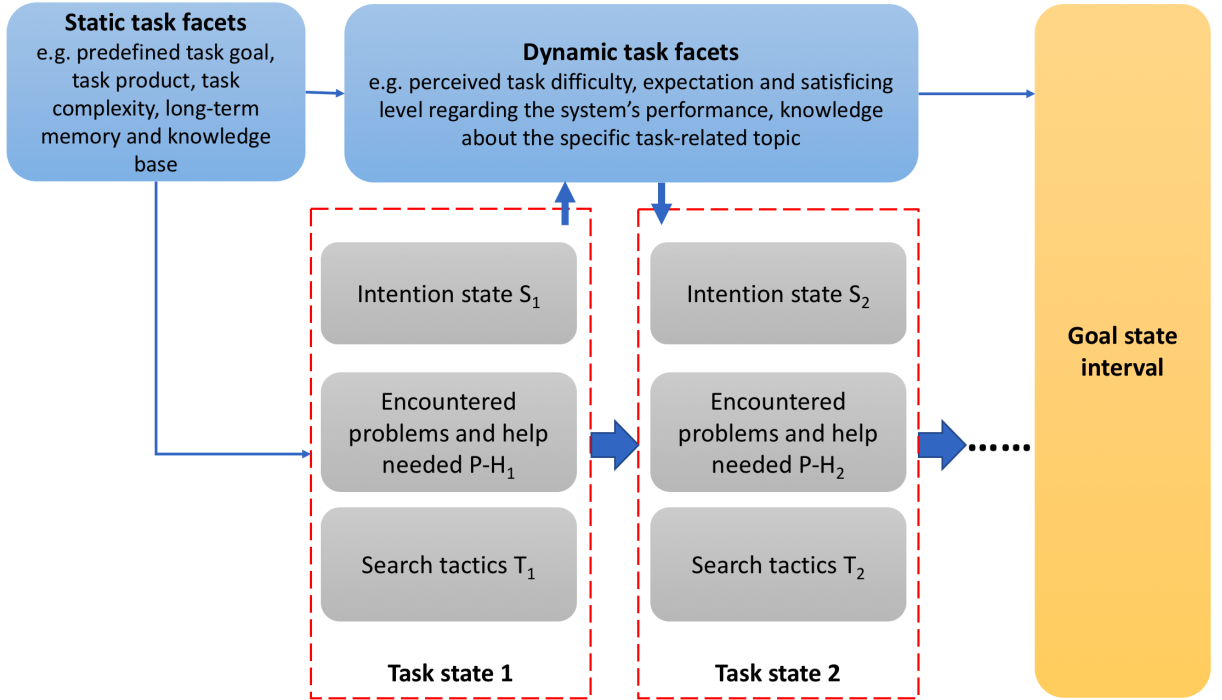 Static task facets
e.g. predefined task goal,
task product, task
complexity, long-term
memory and knowledge
base
Dynamic task facets
e.g. perceived task difficulty, expectation and satisficing
level regarding the system's performance, knowledge
about the specific task-related topic
Intention state S₁
Encountered
problems and help
needed P-H₁
Search tactics T₁
Task state 1
Intention state S₂
Encountered
problems and help
needed P-H₂
Search tactics T₂
Task state 2
......
Goal state
interval